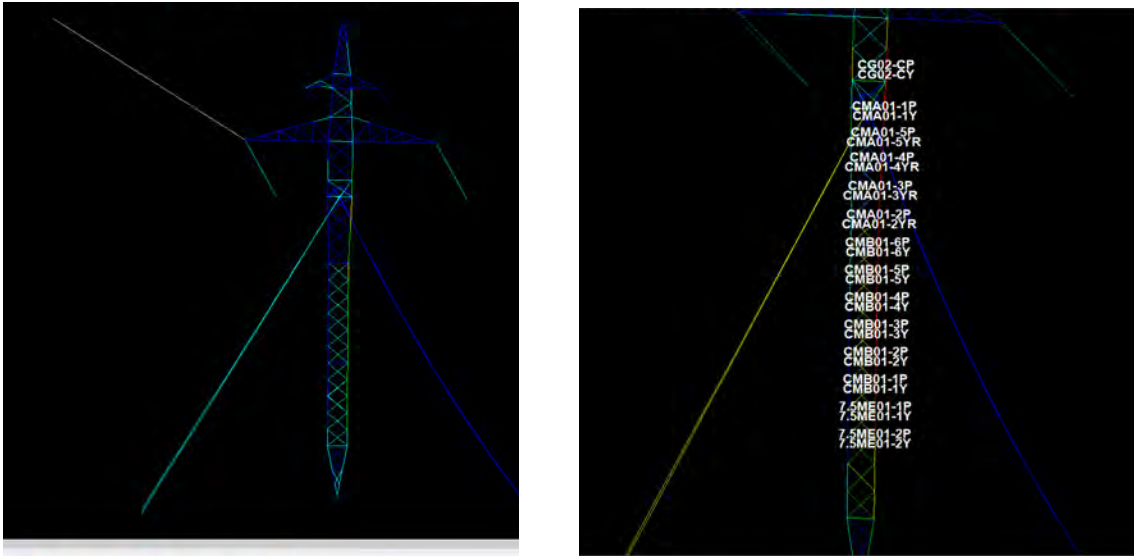 CG02-CP
CG02-CY
CMA01-1P
CMA01-1Y
CMA01-5P
CMA01-5YR
CMA01-4P
CMA01-4YR
CMA01-3P
CMA01-3YR
CMA01-2P
CMA01-2YR
CMB01-6P
CMB01-6Y
CMB01-5P
CMB01-5Y
CMB01-4P
CMB01-4Y
CMB01-3P
CMB01-3Y
CMB01-2P
CMB01-2Y
CMB01-1P
CMB01-1Y
7.5ME01-1P
7.5ME01-1Y
7.5ME01-2P
7.5ME01-2Y